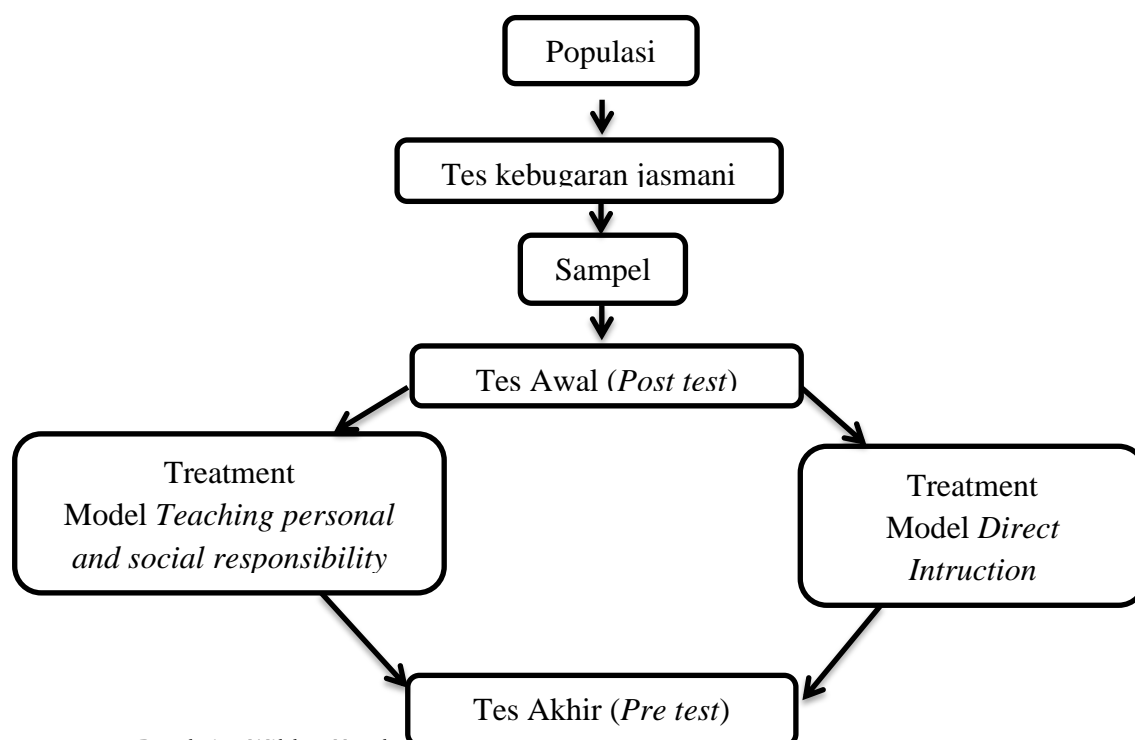 Populasi
Tes kebugaran jasmani
Sampel
Tes Awal (Post test)
Treatment
Model Teaching personal
and social responsibility
Treatment
Model Direct
Intruction
Tes Akhir (Pre test)